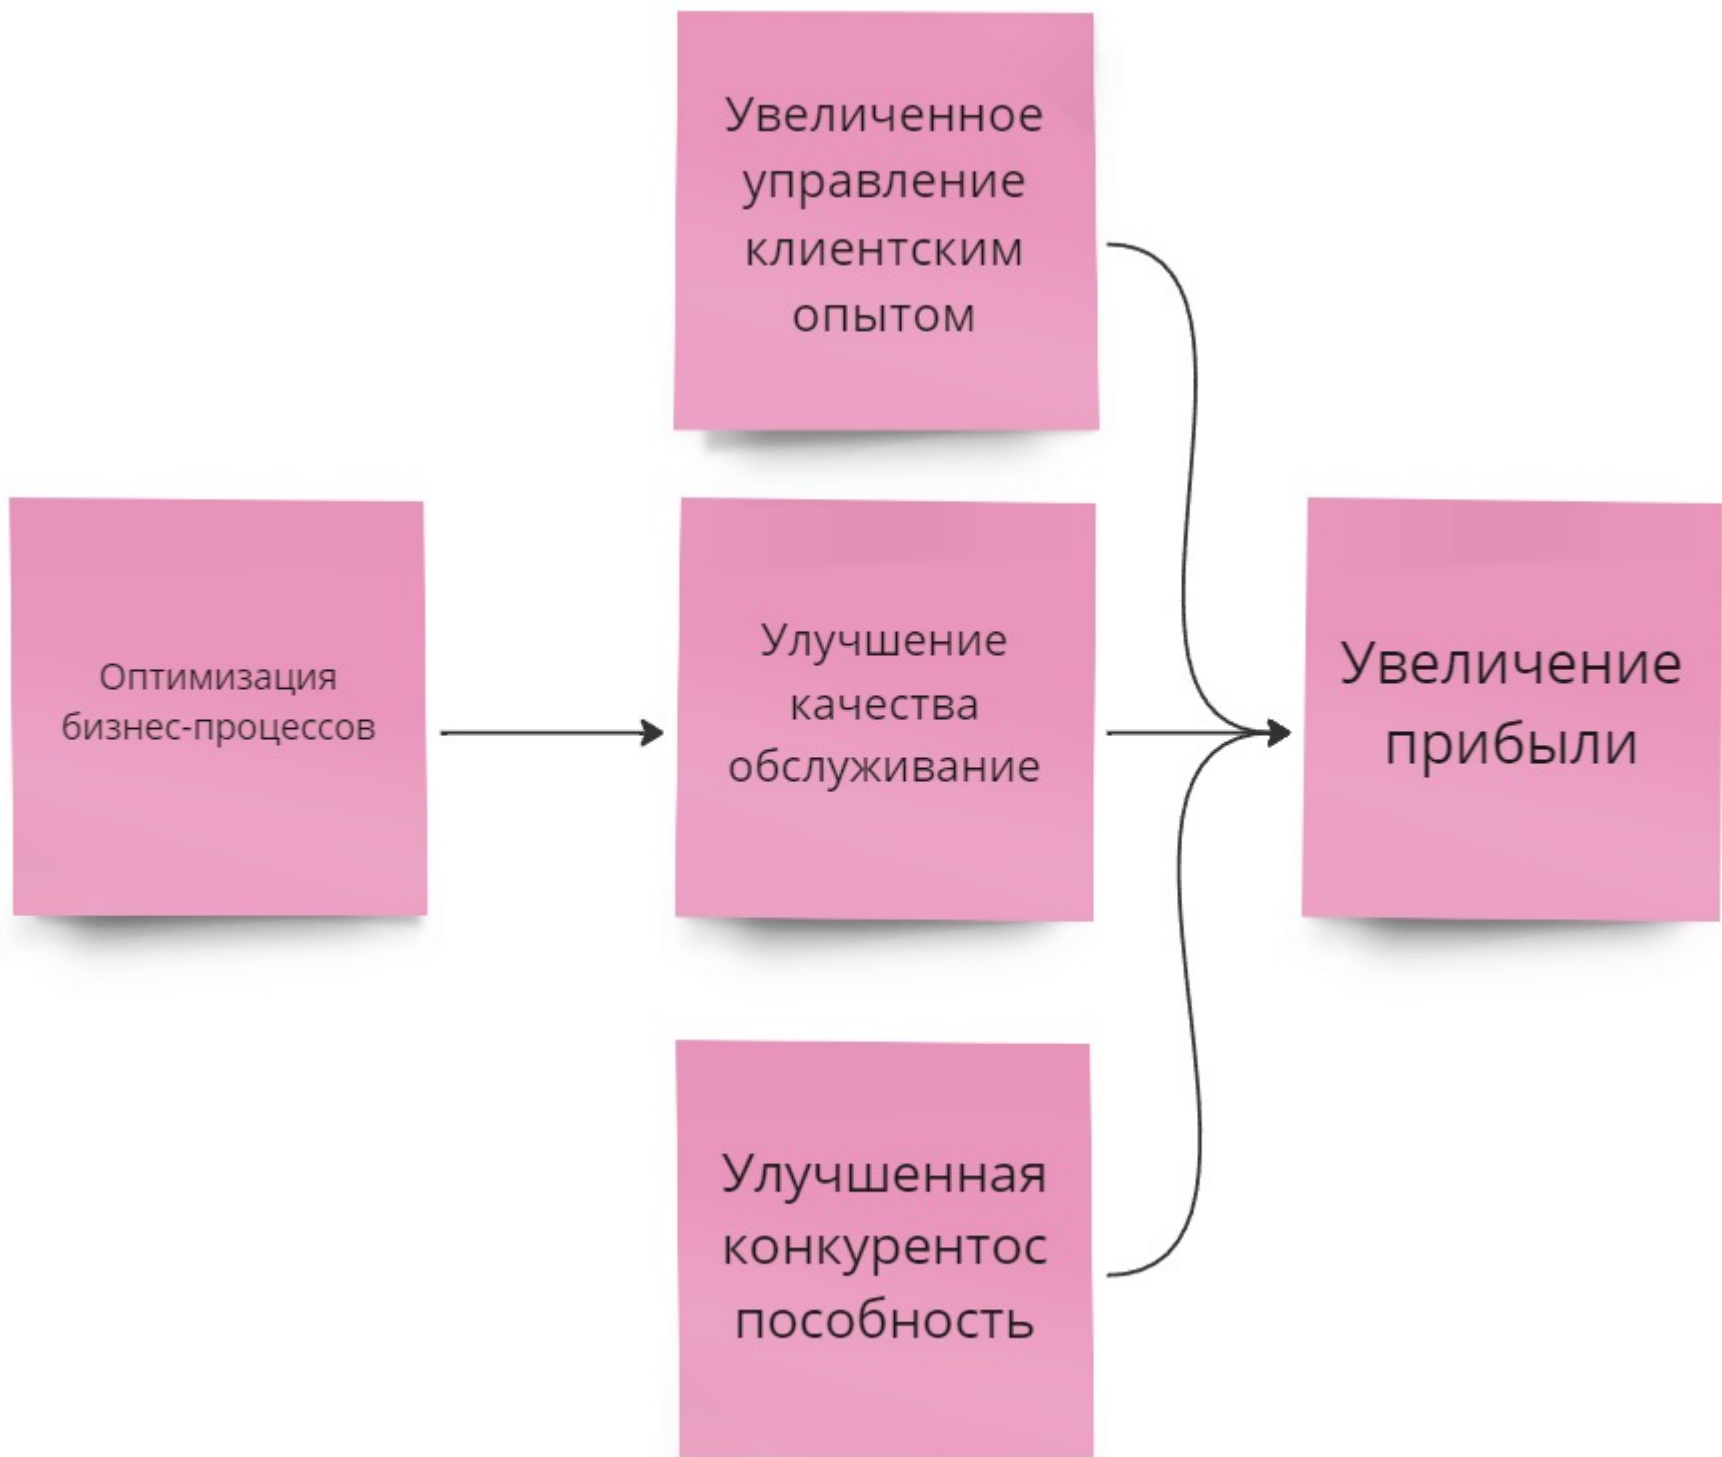 Увеличенное
управление
клиентским
опытом
Оптимизация
бизнес-процессов
Улучшение
качества
обслуживание
Увеличение
прибыли
Улучшенная
конкурентос
пособность